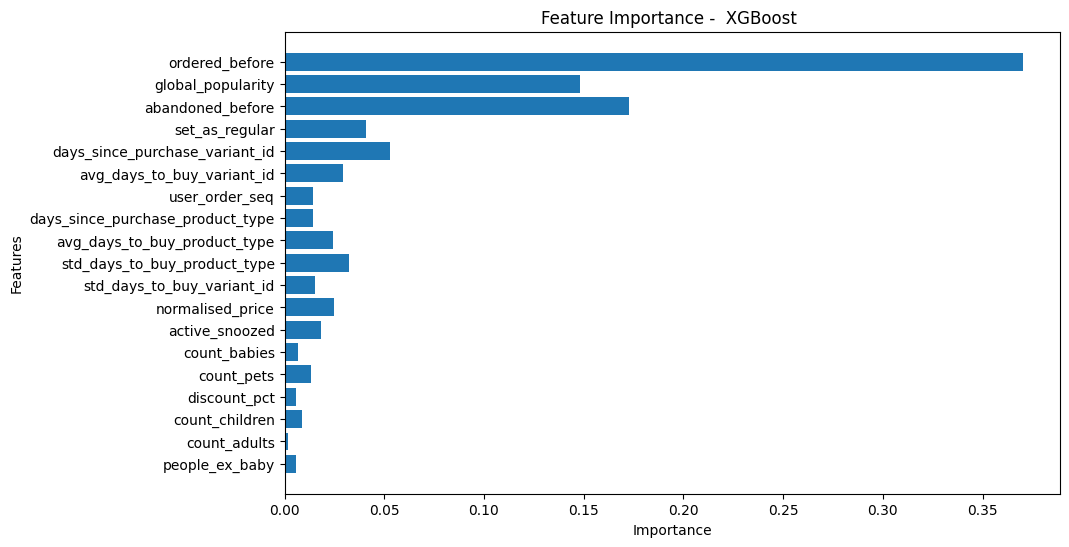 Feature Importance -  XGBoost
ordered_before
global_popularity
abandoned_before
set_as_regular
days_since_purchase_variant_id
avg_days_to_buy_variant_id
user_order_seq
days_since_purchase_product_type
avg_days_to_buy_product_type
std_days_to_buy_product_type
std_days_to_buy_variant_id
normalised_price
active_snoozed
count_babies
count_pets
discount_pct
count_children
count_adults
people_ex_baby
Features
0.00 0.05 0.10 0.15 0.20 0.25 0.30 0.35
Importance